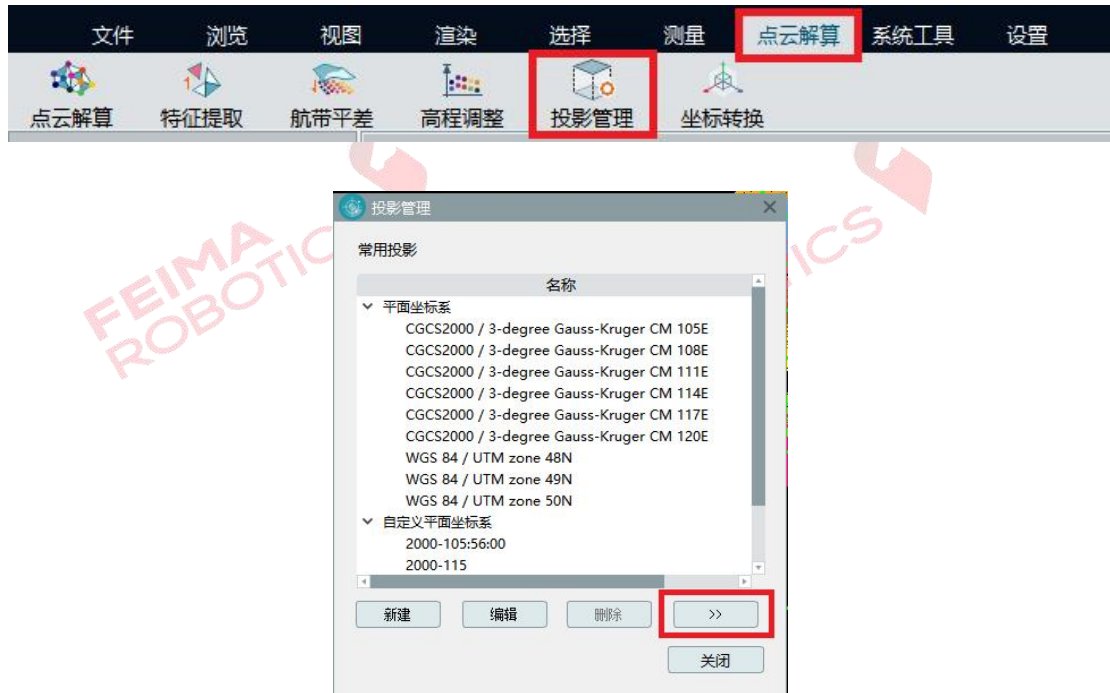 文件 浏览 视图 渲染 选择 测量 点云解算 系统工具 设置
点云解算 特征提取 航带平差 高程调整 投影管理 坐标转换
投影管理
常用投影
名称
平面坐标系
CGCS2000 / 3-degree Gauss-Kruger CM 105E
CGCS2000 / 3-degree Gauss-Kruger CM 108E
CGCS2000 / 3-degree Gauss-Kruger CM 111E
CGCS2000 / 3-degree Gauss-Kruger CM 114E
CGCS2000 / 3-degree Gauss-Kruger CM 117E
CGCS2000 / 3-degree Gauss-Kruger CM 120E
WGS 84 / UTM zone 48N
WGS 84 / UTM zone 49N
WGS 84 / UTM zone 50N
自定义平面坐标系
2000-105:56:00
2000-115
新建 编辑 删除 >>
关闭
FEIMA
ROBOTIC
ICS